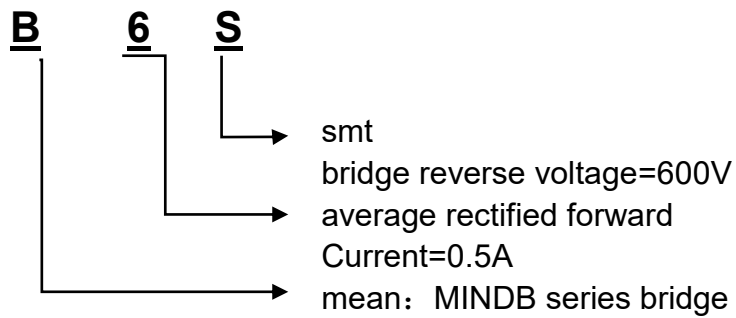 B 6 S
smt
bridge reverse voltage=600V
average rectified forward
Current=0.5A
mean：MINDB series bridge